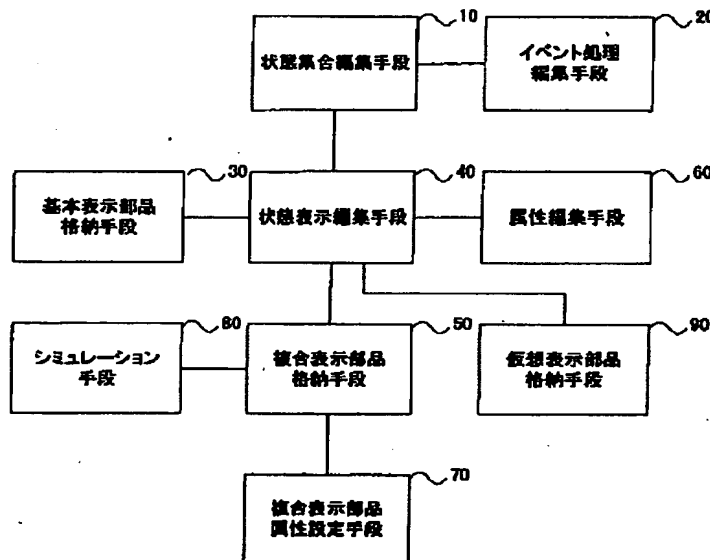 10
状態集合編集手段
20
イベント処理
編集手段
30
基本表示部品
格納手段
40
状態表示編集手段
60
属性編集手段
80
シミュレーション
手段
50
複合表示部品
格納手段
90
仮想表示部品
格納手段
70
複合表示部品
属性設定手段